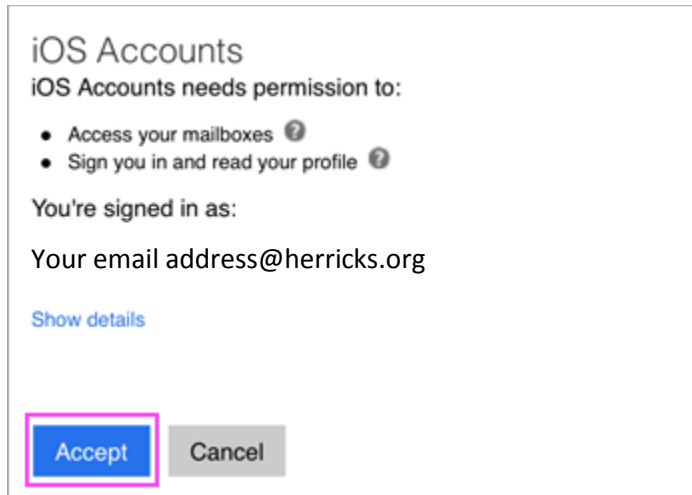 iOS Accounts
iOS Accounts needs permission to:
● Access your mailboxes ?
● Sign you in and read your profile ?
You're signed in as:
Your email address@herricks.org
Show details
Accept Cancel